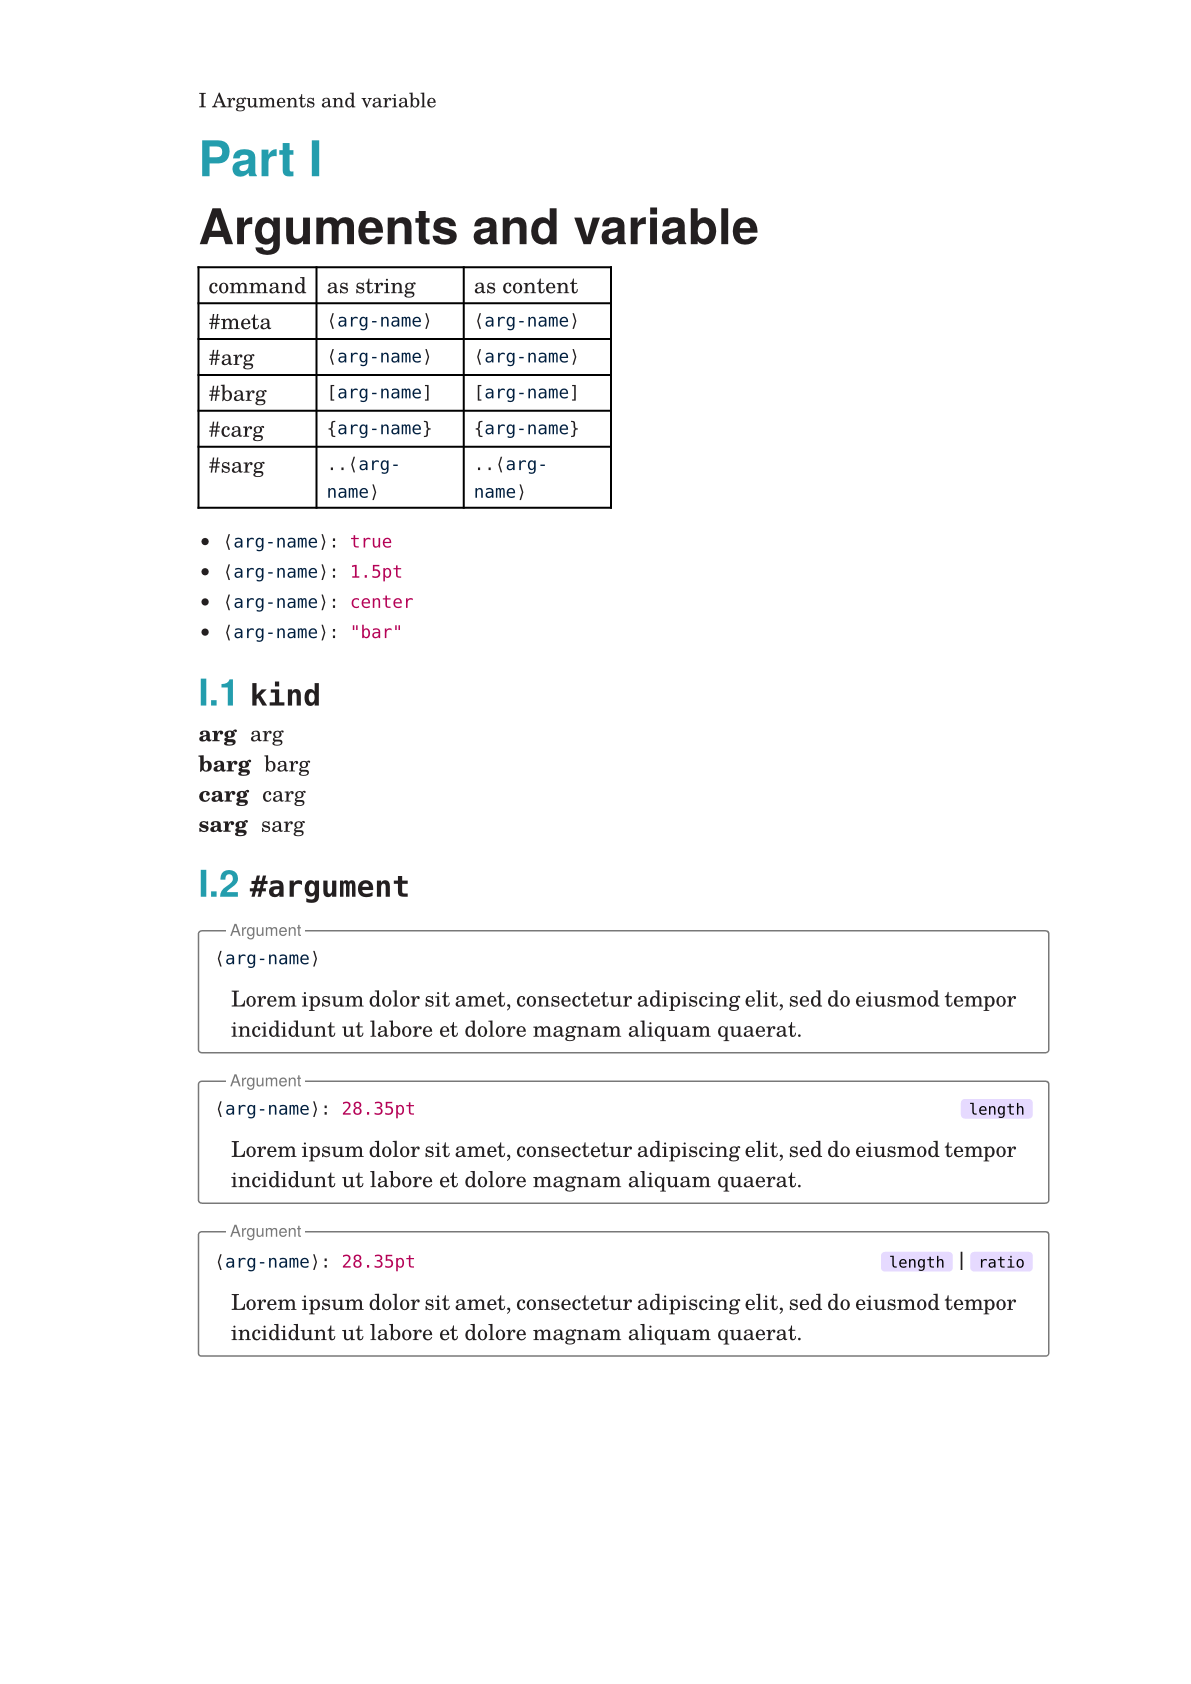 I Arguments and variable
Part I
Arguments and variable
command as string as content
#meta ⟨arg-name⟩ ⟨arg-name⟩
#arg ⟨arg-name⟩ ⟨arg-name⟩
#barg [arg-name] [arg-name]
#carg {arg-name} {arg-name}
#sarg ..⟨arg- ..⟨arg-
name⟩ name⟩
• ⟨arg-name⟩: true
• ⟨arg-name⟩: 1.5pt
• ⟨arg-name⟩: center
• ⟨arg-name⟩: "bar"
I.1 kind
arg arg
barg barg
carg carg
sarg sarg
I.2 #argument
Argument
⟨arg-name⟩
Lorem ipsum dolor sit amet, consectetur adipiscing elit, sed do eiusmod tempor
incididunt ut labore et dolore magnam aliquam quaerat.
Argument
⟨arg-name⟩: 28.35pt length
Lorem ipsum dolor sit amet, consectetur adipiscing elit, sed do eiusmod tempor
incididunt ut labore et dolore magnam aliquam quaerat.
Argument
⟨arg-name⟩: 28.35pt length | ratio
Lorem ipsum dolor sit amet, consectetur adipiscing elit, sed do eiusmod tempor
incididunt ut labore et dolore magnam aliquam quaerat.